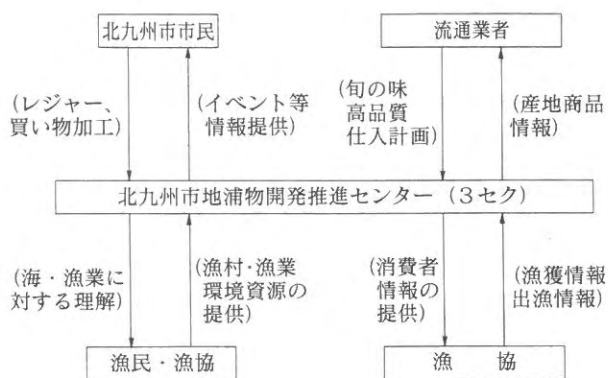 北九州市市民
流通業者
(レジャー、
買い物加工)
(イベント等
情報提供)
(旬の味
高品質
仕入計画)
(産地商品
情報)
北九州市地浦物開発推進センター (3セク)
(海・漁業に
対する理解)
(漁村・漁業
環境資源の
提供)
(消費者
情報の
提供)
(漁獲情報
出漁情報)
漁民・漁協
漁 協